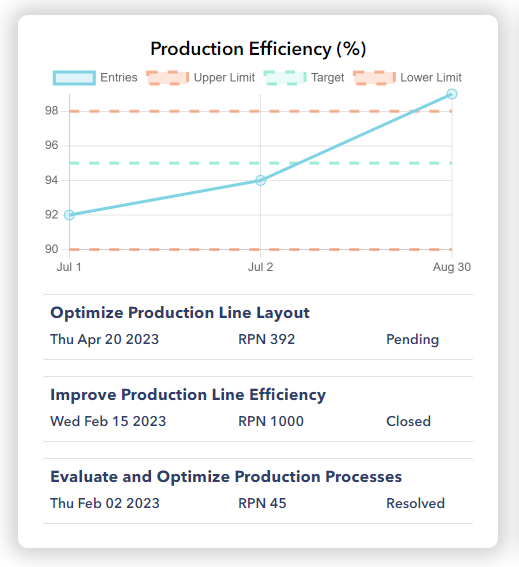 Production Efficiency (%)
Entries Upper Limit Target Lower Limit
98
96
94
92
90
Jul 1 Jul 2 Aug 30
Optimize Production Line Layout
Thu Apr 20 2023 RPN 392 Pending
Improve Production Line Efficiency
Wed Feb 15 2023 RPN 1000 Closed
Evaluate and Optimize Production Processes
Thu Feb 02 2023 RPN 45 Resolved